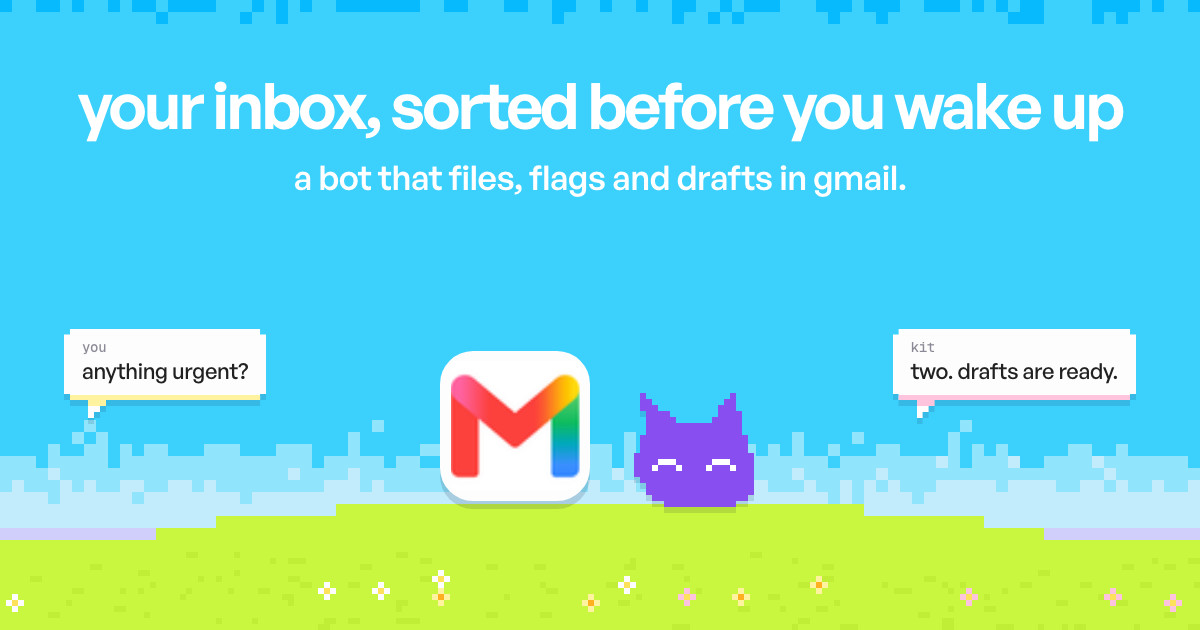 your inbox, sorted before you wake up
a bot that files, flags and drafts in gmail.
you
anything urgent?
kit
two. drafts are ready.